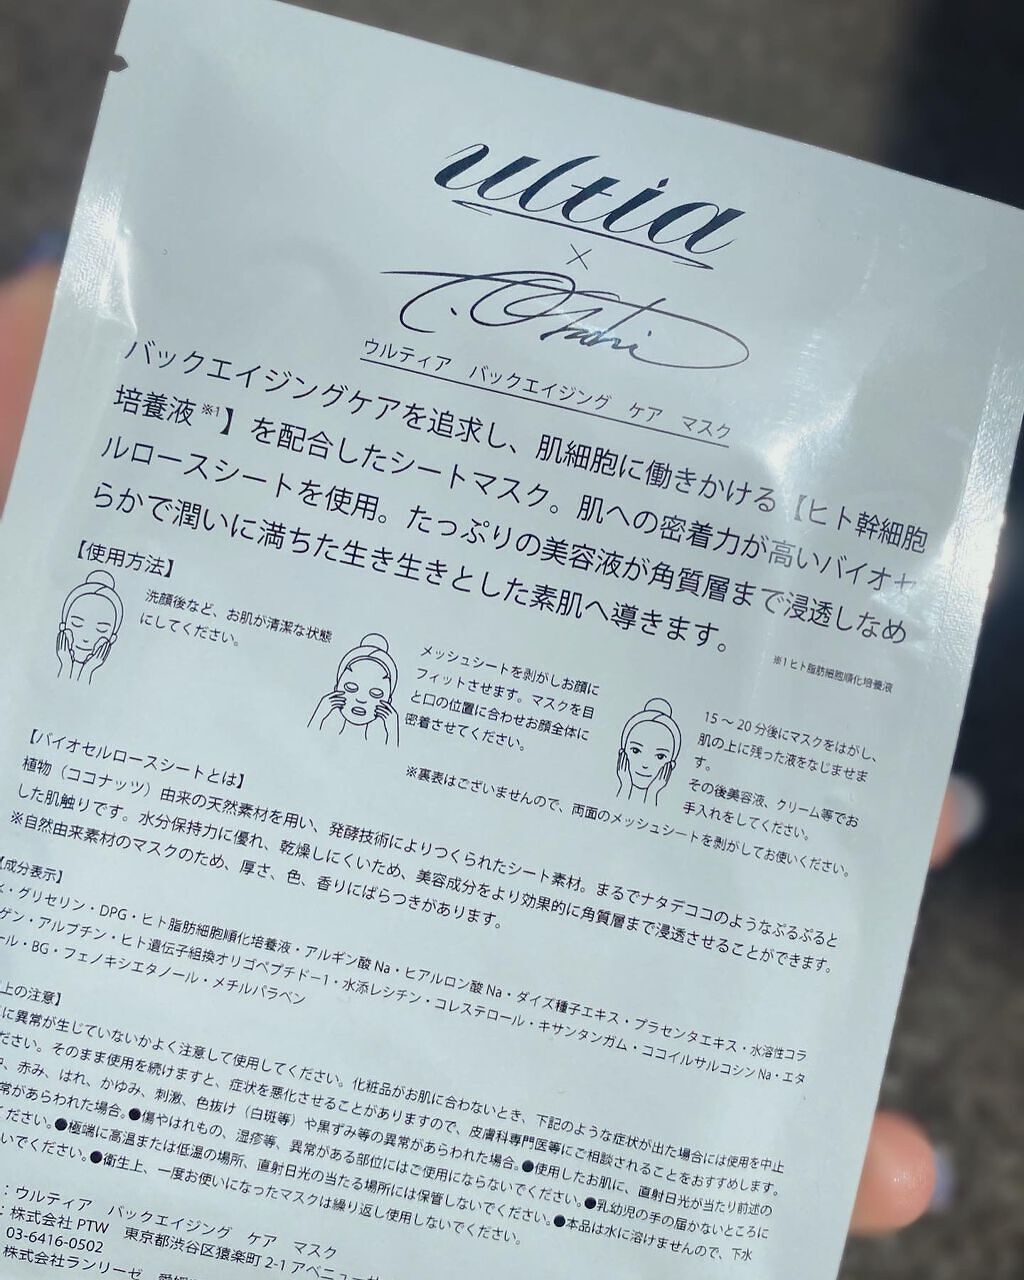 ultia
×
ウルティア バックエイジング ケア マスク
バックエイジングケアを追求し、肌細胞に働きかける【ヒト幹細胞
培養液※1】を配合したシートマスク。肌への密着力が高いバイオセ
ルロースシートを使用。たっぷりの美容液が角質層まで浸透しなめ
らかで潤いに満ちた生き生きとした素肌へ導きます。
※1 ヒト脂肪細胞順化培養液
【使用方法】
洗顔後など、お肌が清潔な状態
にしてください。
メッシュシートを剥がしお顔に
フィットさせます。マスクを目
と口の位置に合わせお顔全体に
密着させてください。
15 〜 20 分後にマスクをはがし、
肌の上に残った液をなじませま
す。
その後美容液、クリーム等でお
手入れをしてください。
※裏表はございませんので、両面のメッシュシートを剥がしてお使いください。
【バイオセルロースシートとは】
植物（ココナッツ）由来の天然素材を用い、発酵技術によりつくられたシート素材。まるでナタデココのようなぷるぷると
した肌触りです。水分保持力に優れ、乾燥しにくいため、美容成分をより効果的に角質層まで浸透させることができます。
※自然由来素材のマスクのため、厚さ、色、香りにばらつきがあります。
【成分表示】
・グリセリン・DPG・ヒト脂肪細胞順化培養液・アルギン酸 Na・ヒアルロン酸 Na・ダイズ種子エキス・プラセンタエキス・水溶性コラ
ゲン・アルブチン・ヒト遺伝子組換オリゴペプチド－1・水添レシチン・コレステロール・キサンタンガム・ココイルサルコシン Na・エタ
ール・BG・フェノキシエタノール・メチルパラベン
上の注意】
に異常が生じていないかよく注意して使用してください。化粧品がお肌に合わないとき、下記のような症状が出た場合には使用を中止
ださい。そのまま使用を続けますと、症状を悪化させることがありますので、皮膚科専門医等にご相談されることをおすすめします。
、赤み、はれ、かゆみ、刺激、色抜け（白斑等）や黒ずみ等の異常があらわれた場合。●使用したお肌に、直射日光が当たり前述の
常があらわれた場合。●傷やはれもの、湿疹等、異常がある部位にはご使用にならないでください。●乳幼児の手の届かないところに
ください。●極端に高温または低温の場所、直射日光の当たる場所には保管しないでください。●本品は水に溶けませんので、下水
いでください。●衛生上、一度お使いになったマスクは繰り返し使用しないでください。
：ウルティア バックエイジング ケア マスク
：株式会社 PTW 東京都渋谷区猿楽町 2-1 アベニュー
03-6416-0502
株式会社ランリーゼ 愛媛